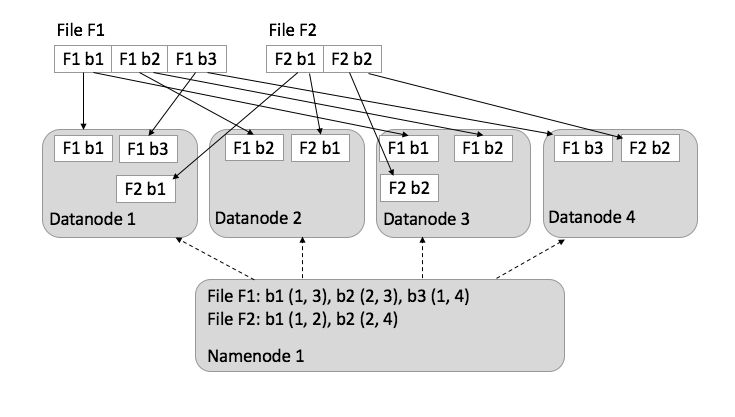 File F1
File F2
F1 b1
F1 b2
F1 b3
F2 b1
F2 b2
F1 b1
F1 b3
F2 b1
Datanode 1
F1 b2
F2 b1
Datanode 2
F1 b1
F1 b2
F2 b2
Datanode 3
F1 b3
F2 b2
Datanode 4
File F1: b1 (1, 3), b2 (2, 3), b3 (1, 4)
File F2: b1 (1, 2), b2 (2, 4)
Namenode 1